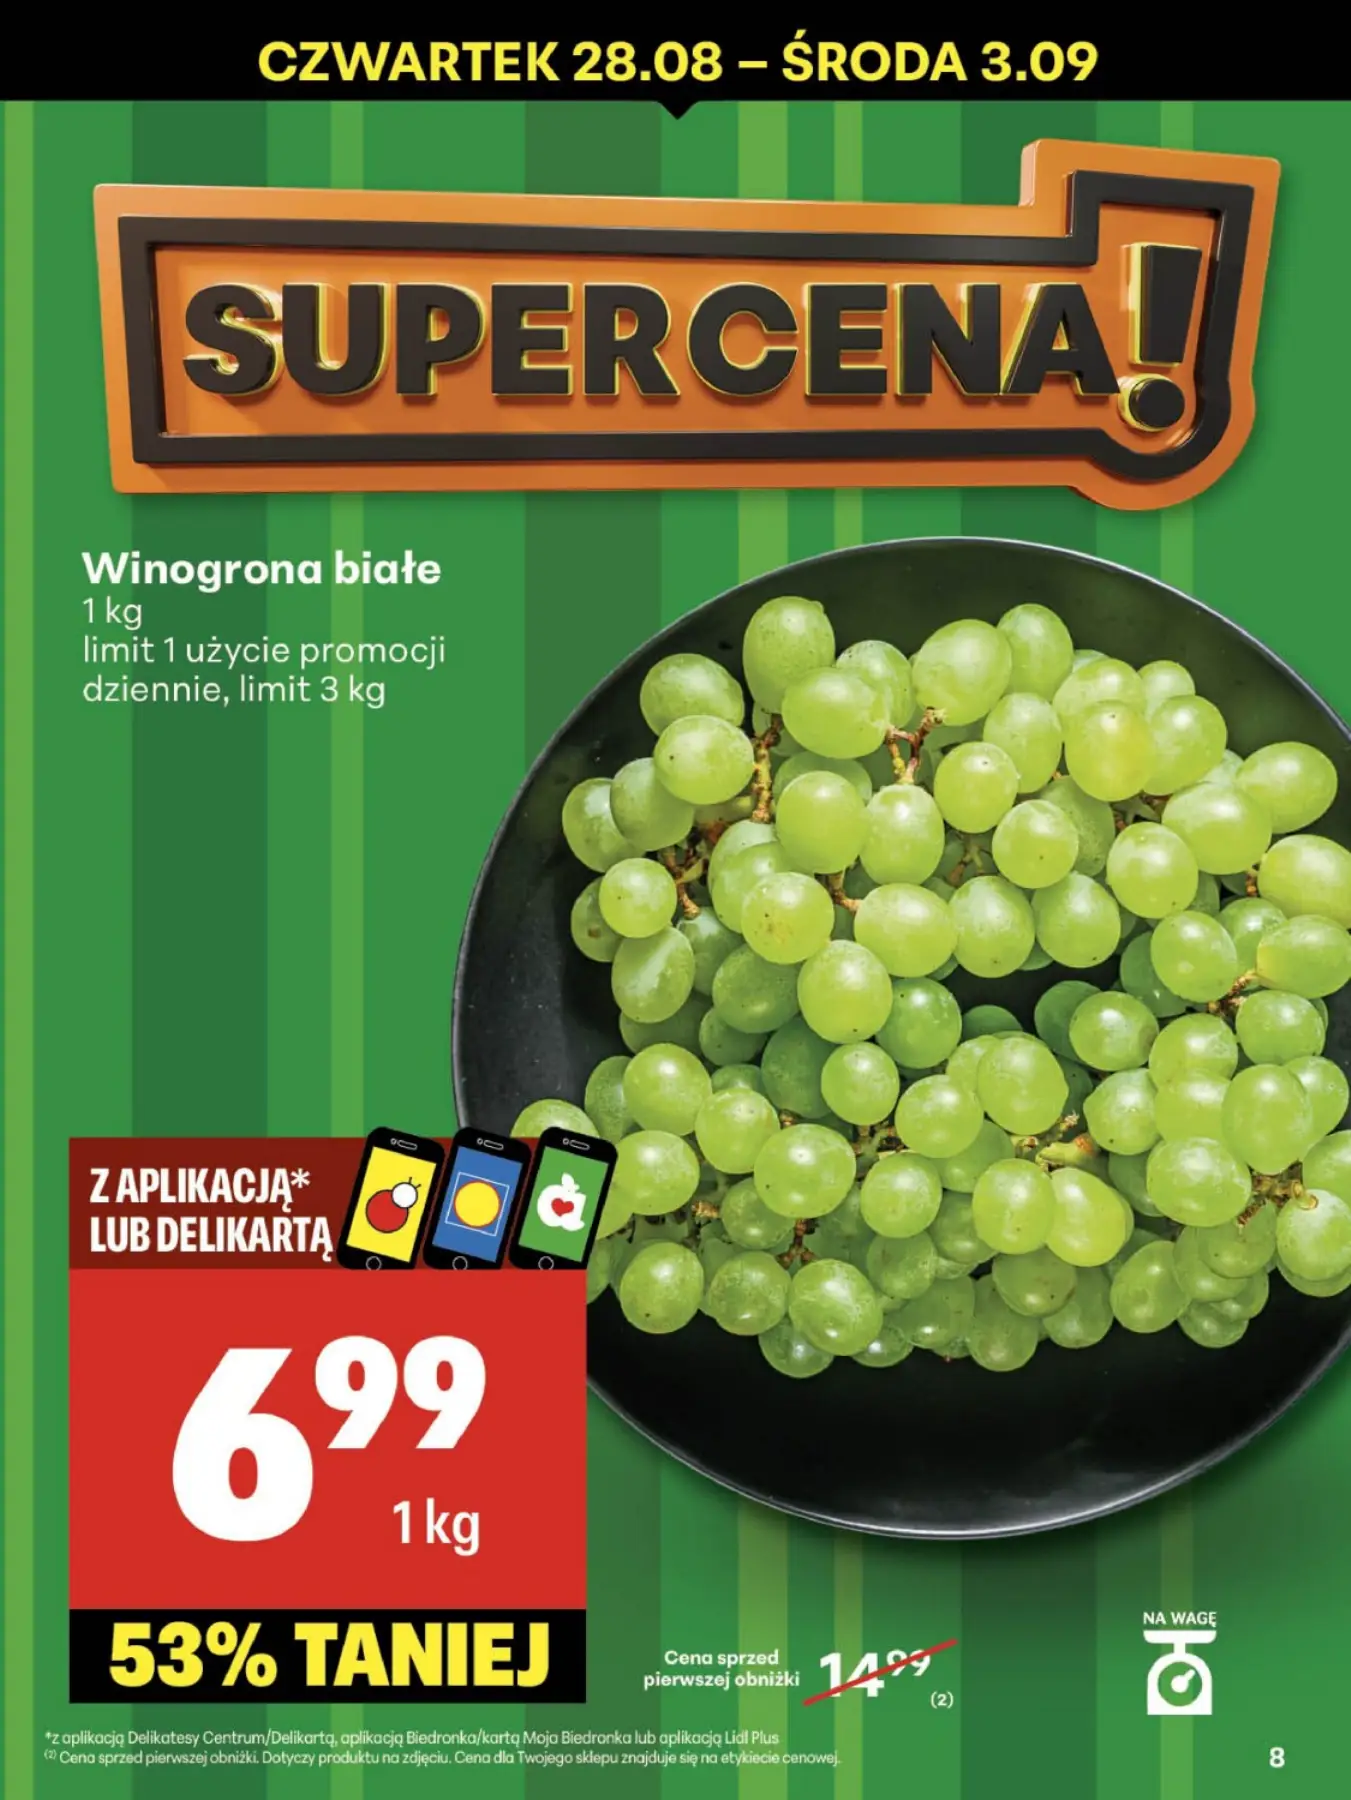 CZWARTEK 28.08 – ŚRODA 3.09
SUPERCENA!
Winogrona białe
1 kg
limit 1 użycie promocji
dziennie, limit 3 kg
Z APLIKACJĄ*
LUB DELIKARTĄ
6 99
1 kg
53% TANIEJ
Cena sprzed
pierwszej obniżki
14 99
(2)
NA WAGĘ
*z aplikacją Delikatesy Centrum/Delikartą, aplikacją Biedronka/kartą Moja Biedronka lub aplikacją Lidl Plus
(2) Cena sprzed pierwszej obniżki. Dotyczy produktu na zdjęciu. Cena dla Twojego sklepu znajduje się na etykiecie cenowej.
8